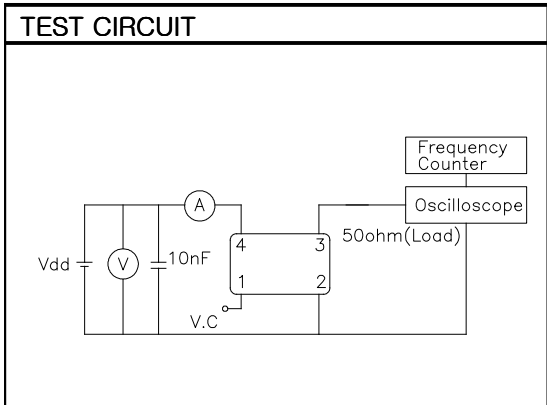 TEST CIRCUIT
Frequency
Counter
Oscilloscope
A
50ohm(Load)
4
3
Vdd
V
10nF
1
2
V.C